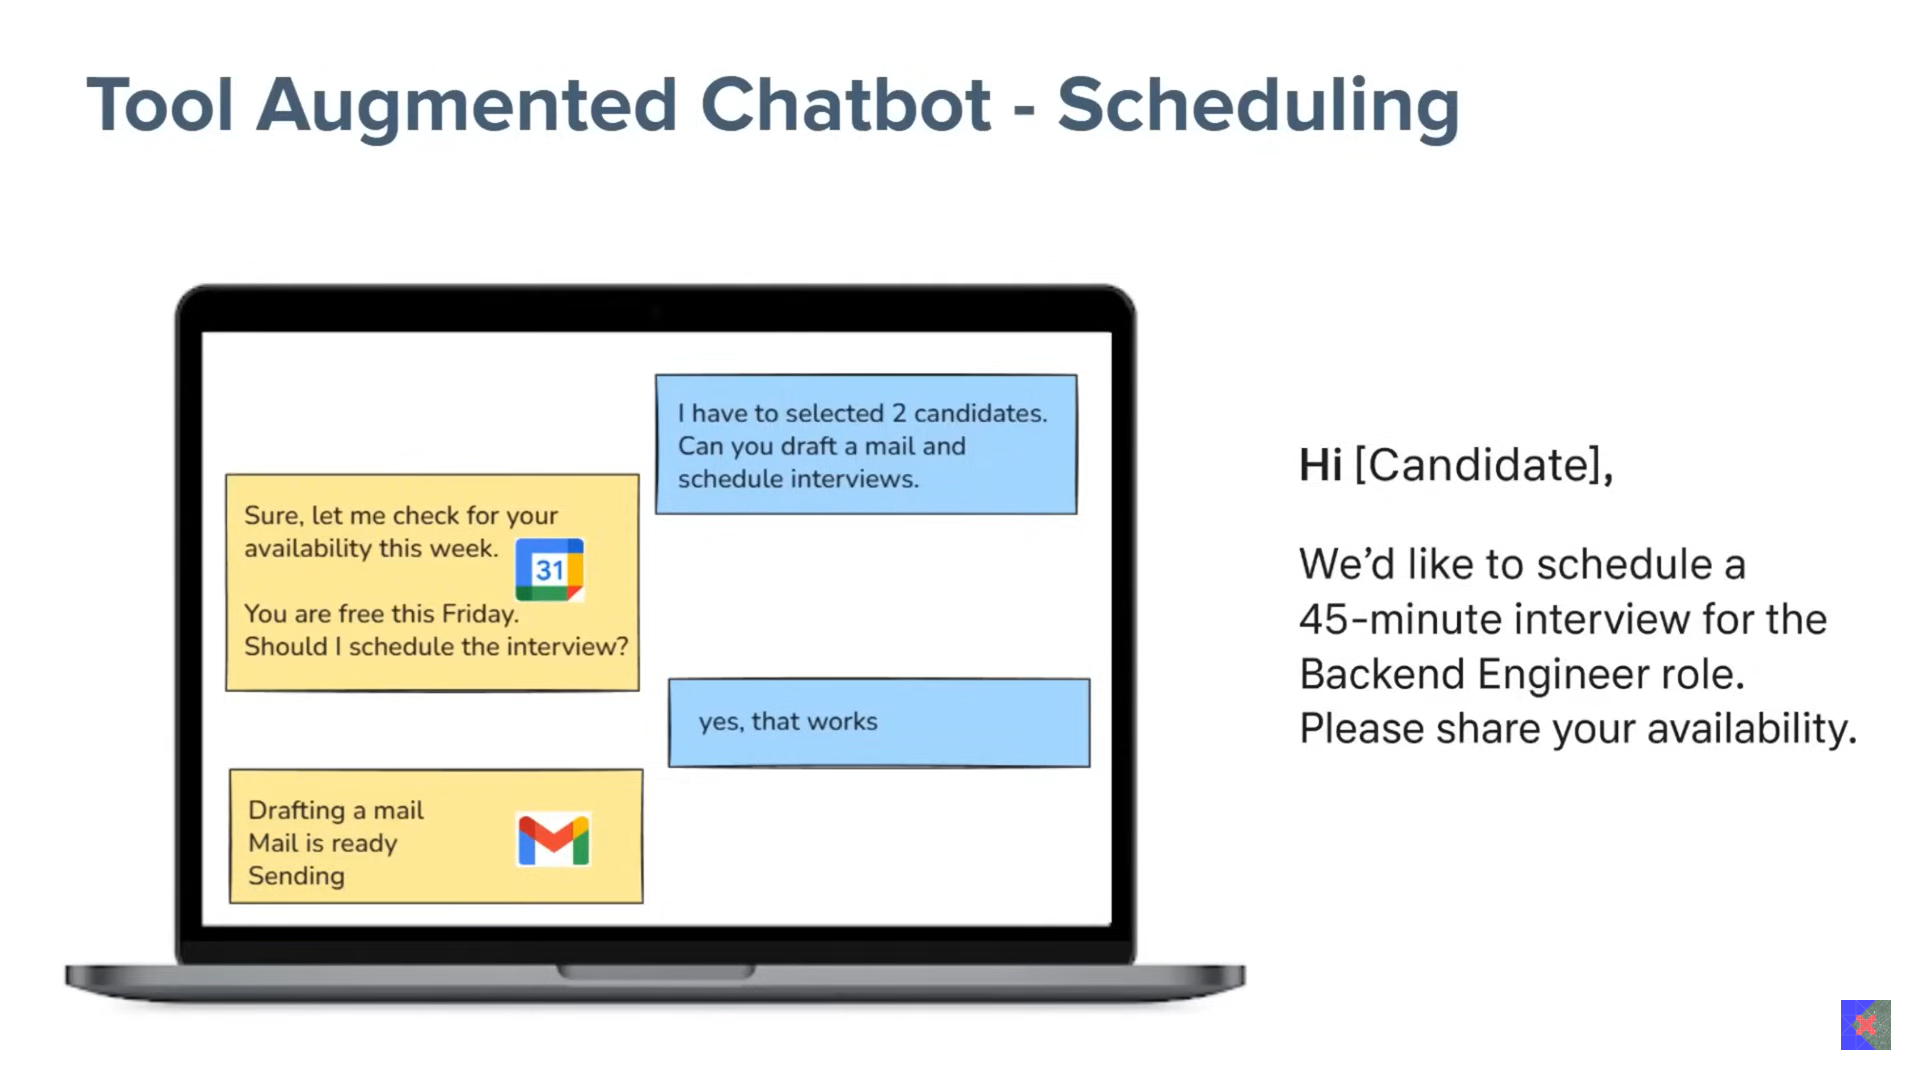 Tool Augmented Chatbot - Scheduling
I have to selected 2 candidates.
Can you draft a mail and
schedule interviews.
Sure, let me check for your
availability this week.
31
You are free this Friday.
Should I schedule the interview?
yes, that works
Drafting a mail
Mail is ready
Sending
Hi [Candidate],
We’d like to schedule a
45-minute interview for the
Backend Engineer role.
Please share your availability.